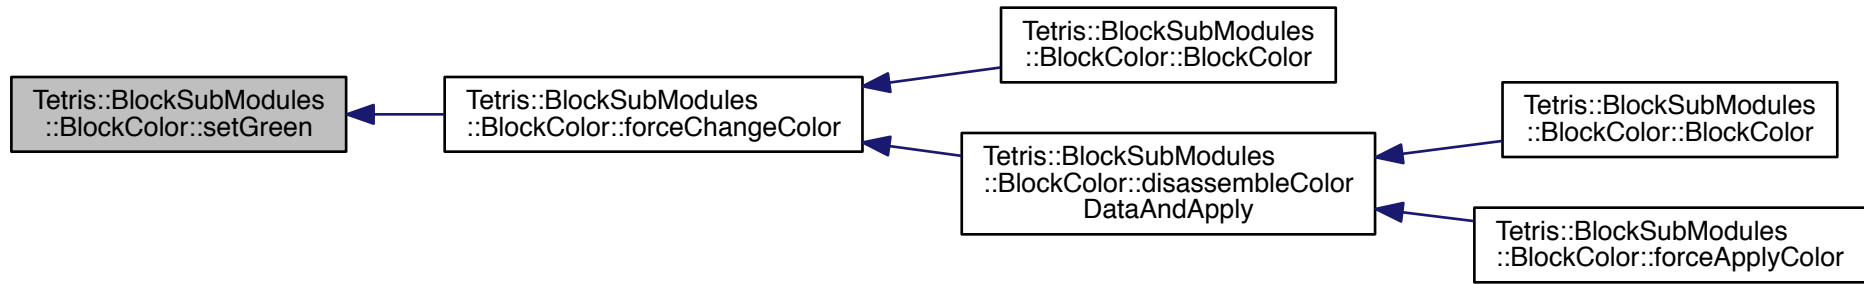 Tetris::BlockSubModules
::BlockColor::setGreen
Tetris::BlockSubModules
::BlockColor::forceChangeColor
Tetris::BlockSubModules
::BlockColor::BlockColor
Tetris::BlockSubModules
::BlockColor::disassembleColor
DataAndApply
Tetris::BlockSubModules
::BlockColor::BlockColor
Tetris::BlockSubModules
::BlockColor::forceApplyColor